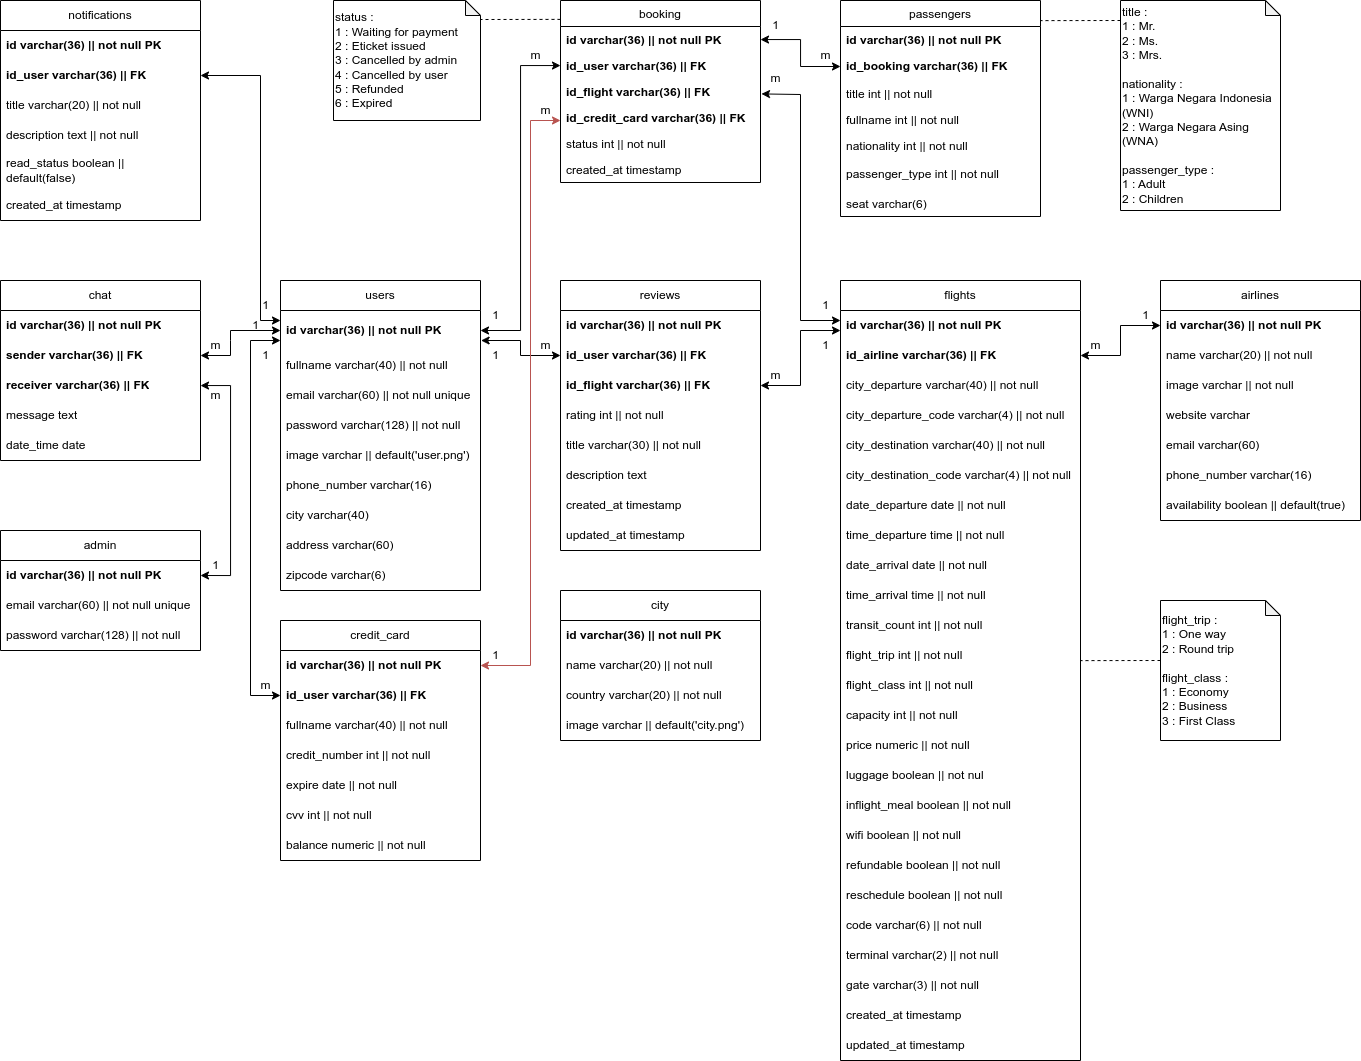 notifications
id varchar(36) || not null PK
id_user varchar(36) || FK
title varchar(20) || not null
description text || not null
read_status boolean ||
default(false)
created_at timestamp
status :
1 : Waiting for payment
2 : Eticket issued
3 : Cancelled by admin
4 : Cancelled by user
5 : Refunded
6 : Expired
booking
id varchar(36) || not null PK
id_user varchar(36) || FK
id_flight varchar(36) || FK
id_credit_card varchar(36) || FK
status int || not null
created_at timestamp
passengers
id varchar(36) || not null PK
id_booking varchar(36) || FK
title int || not null
fullname int || not null
nationality int || not null
passenger_type int || not null
seat varchar(6)
title :
1 : Mr.
2 : Ms.
3 : Mrs.
nationality :
1 : Warga Negara Indonesia
(WNI)
2 : Warga Negara Asing
(WNA)
passenger_type :
1 : Adult
2 : Children
1
m
m
m
m
1
1
1
m
m
1
1
1
m
m
1
1
m
1
m
1
m
chat
id varchar(36) || not null PK
sender varchar(36) || FK
receiver varchar(36) || FK
message text
date_time date
users
id varchar(36) || not null PK
fullname varchar(40) || not null
email varchar(60) || not null unique
password varchar(128) || not null
image varchar || default('user.png')
phone_number varchar(16)
city varchar(40)
address varchar(60)
zipcode varchar(6)
reviews
id varchar(36) || not null PK
id_user varchar(36) || FK
id_flight varchar(36) || FK
rating int || not null
title varchar(30) || not null
description text
created_at timestamp
updated_at timestamp
flights
id varchar(36) || not null PK
id_airline varchar(36) || FK
city_departure varchar(40) || not null
city_departure_code varchar(4) || not null
city_destination varchar(40) || not null
city_destination_code varchar(4) || not null
date_departure date || not null
time_departure time || not null
date_arrival date || not null
time_arrival time || not null
transit_count int || not null
flight_trip int || not null
flight_class int || not null
capacity int || not null
price numeric || not null
luggage boolean || not nul
inflight_meal boolean || not null
wifi boolean || not null
refundable boolean || not null
reschedule boolean || not null
code varchar(6) || not null
terminal varchar(2) || not null
gate varchar(3) || not null
created_at timestamp
updated_at timestamp
airlines
id varchar(36) || not null PK
name varchar(20) || not null
image varchar || not null
website varchar
email varchar(60)
phone_number varchar(16)
availability boolean || default(true)
admin
id varchar(36) || not null PK
email varchar(60) || not null unique
password varchar(128) || not null
credit_card
id varchar(36) || not null PK
id_user varchar(36) || FK
fullname varchar(40) || not null
credit_number int || not null
expire date || not null
cvv int || not null
balance numeric || not null
city
id varchar(36) || not null PK
name varchar(20) || not null
country varchar(20) || not null
image varchar || default('city.png')
flight_trip :
1 : One way
2 : Round trip
flight_class :
1 : Economy
2 : Business
3 : First Class